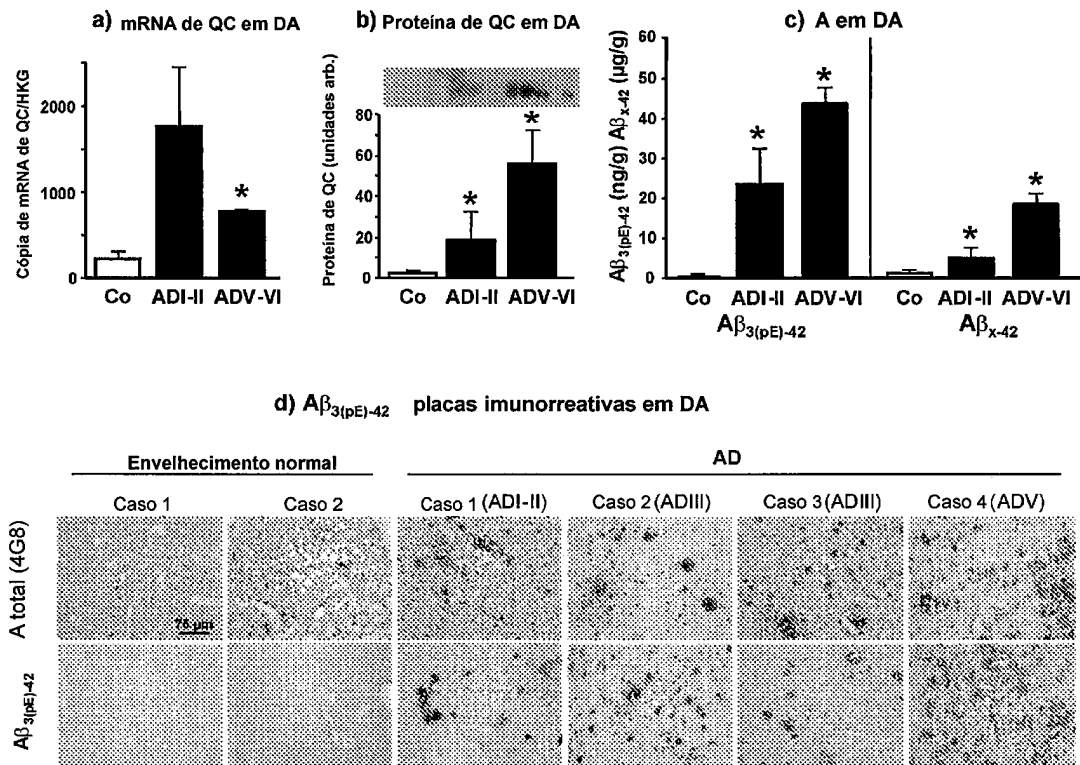 a) mRNA de QC em DA
Cópia de mRNA de QC/HKG
2000
1000
0
*
Co ADI-II ADV-VI
b) Proteína de QC em DA
Proteína de QC (unidades arb.)
80
60
40
20
0
*
*
Co ADI-II ADV-VI
c) A em DA
Aβ3(pE)-42 (ng/g) Aβx-42 (µg/g)
60
50
40
30
20
10
0
*
*
*
*
Co ADI-II ADV-VI Co ADI-II ADV-VI
Aβ3(pE)-42 Aβx-42
d) Aβ3(pE)-42 placas imunorreativas em DA
Envelhecimento normal AD
Caso 1 Caso 2 Caso 1 (ADI-II) Caso 2 (ADIII) Caso 3 (ADIII) Caso 4 (ADV)
A total (4G8)
75 µm
Aβ3(pE)-42